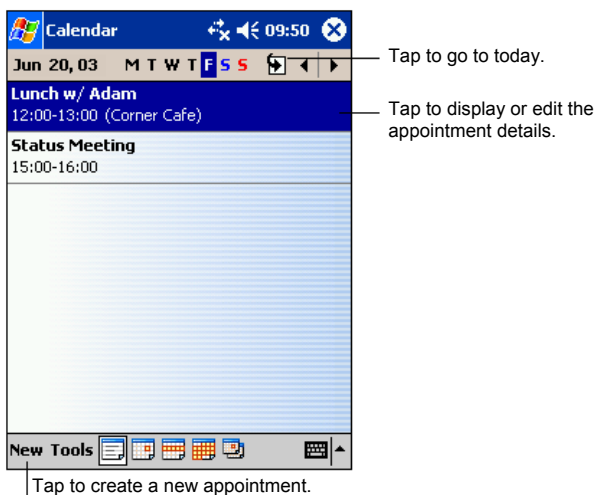 Calendar 09:50
Jun 20, 03 M T W T F S S
Tap to go to today.
Lunch w/ Adam
12:00-13:00 (Corner Cafe)
Tap to display or edit the
appointment details.
Status Meeting
15:00-16:00
New Tools
Tap to create a new appointment.